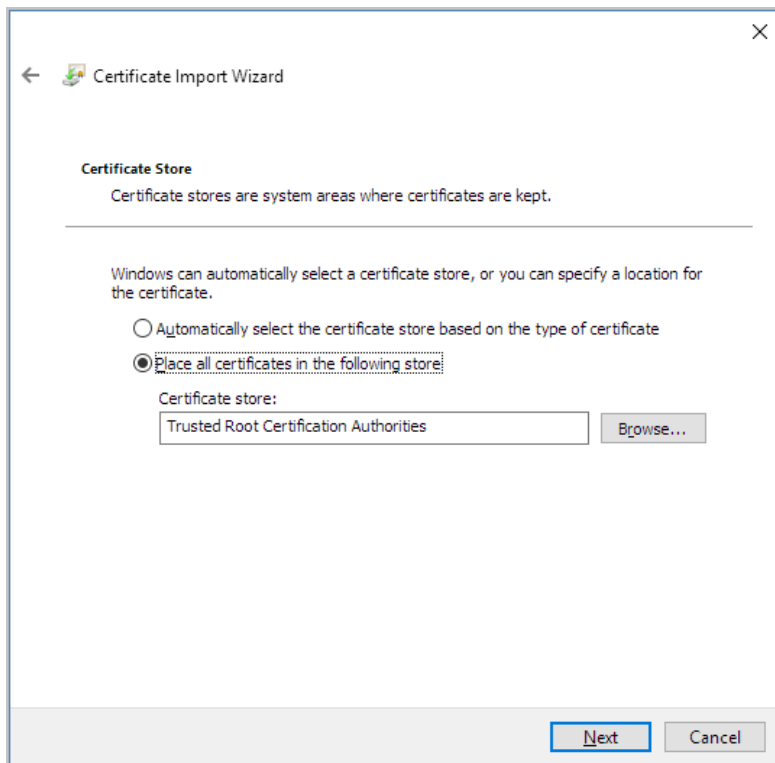 Certificate Import Wizard
Certificate Store
Certificate stores are system areas where certificates are kept.
Windows can automatically select a certificate store, or you can specify a location for
the certificate.
Automatically select the certificate store based on the type of certificate
Place all certificates in the following store
Certificate store:
Trusted Root Certification Authorities
Browse...
Next
Cancel